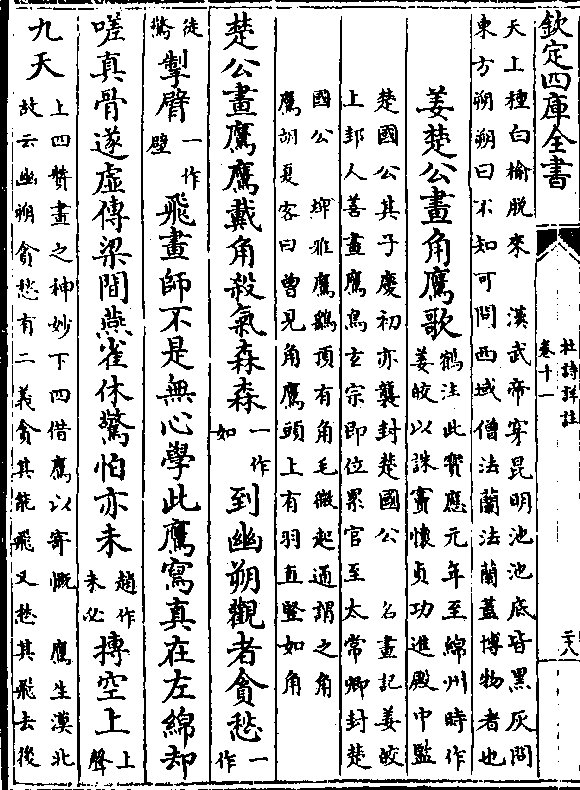 欽定四庫全書
杜詩詳註
卷十一
二十八
天上種白榆脱來 漢武帝穿昆明池池底皆黑灰問
東方朔朔曰不知可問西域僧法蘭法蘭蓋博物者也
姜楚公畫角鷹歌
鶴注此寳應元年至綿州時作
姜皎以誅竇懷貞功進殿中監
楚國公其子慶初亦襲封楚國公 名畫記姜皎
上邽人善畫鷹鳥玄宗即位累官至太常卿封楚
國公 埤雅鷹鷂頂有角毛微起通謂之角
鷹胡夏客曰曾見角鷹頭上有羽直豎如角
楚公畫鷹鷹戴角殺氣森森一作如到幽朔觀者貪愁一作
徒驚掣臂一作壁飛畫師不是無心學此鷹寫真在左綿却
嗟真骨遂虛傳梁間燕雀休驚怕亦未趙作未必摶空上上聲
九天
上四贊畫之神妙下四借鷹以寄慨 鷹生漠北
故云幽朔貪愁有二義貪其能飛又愁其飛去後